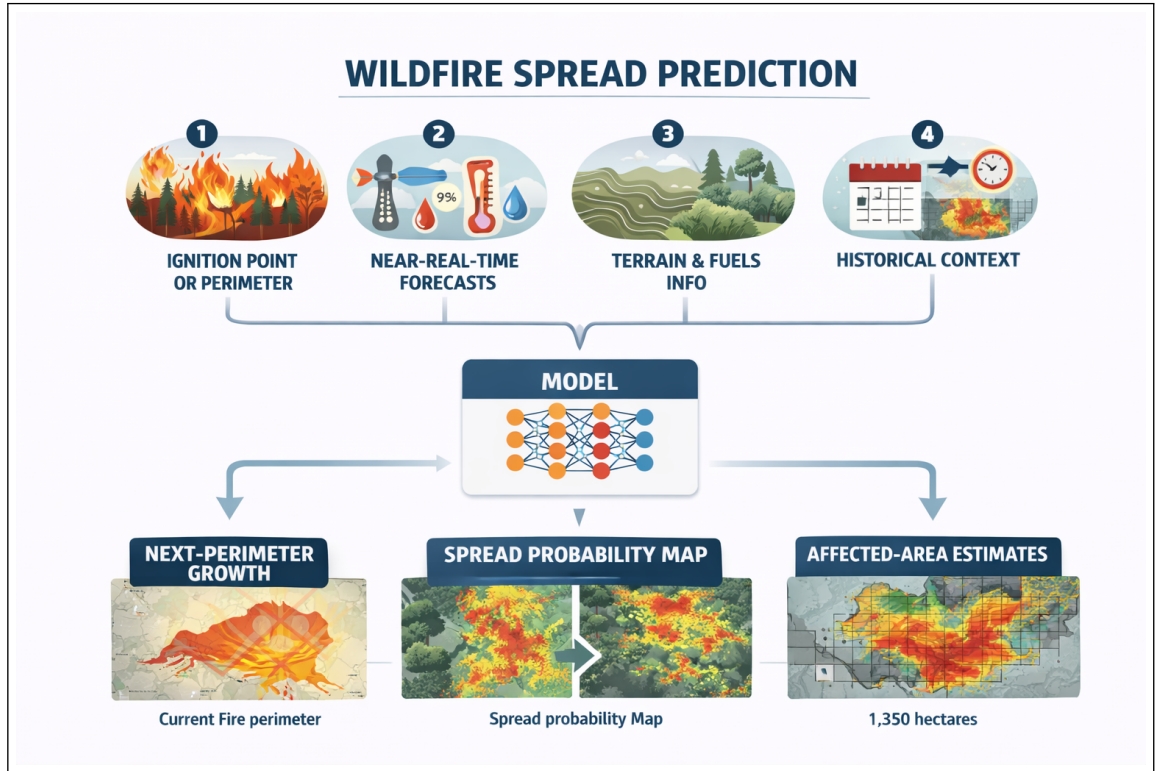 WILDFIRE SPREAD PREDICTION
1
2
3
4
9%
IGNITION POINT
OR PERIMETER
NEAR-REAL-TIME
FORECASTS
TERRAIN & FUELS
INFO
HISTORICAL CONTEXT
MODEL
NEXT-PERIMETER
GROWTH
SPREAD PROBABILITY MAP
AFFECTED-AREA ESTIMATES
Current Fire perimeter
Spread probability Map
1,350 hectares